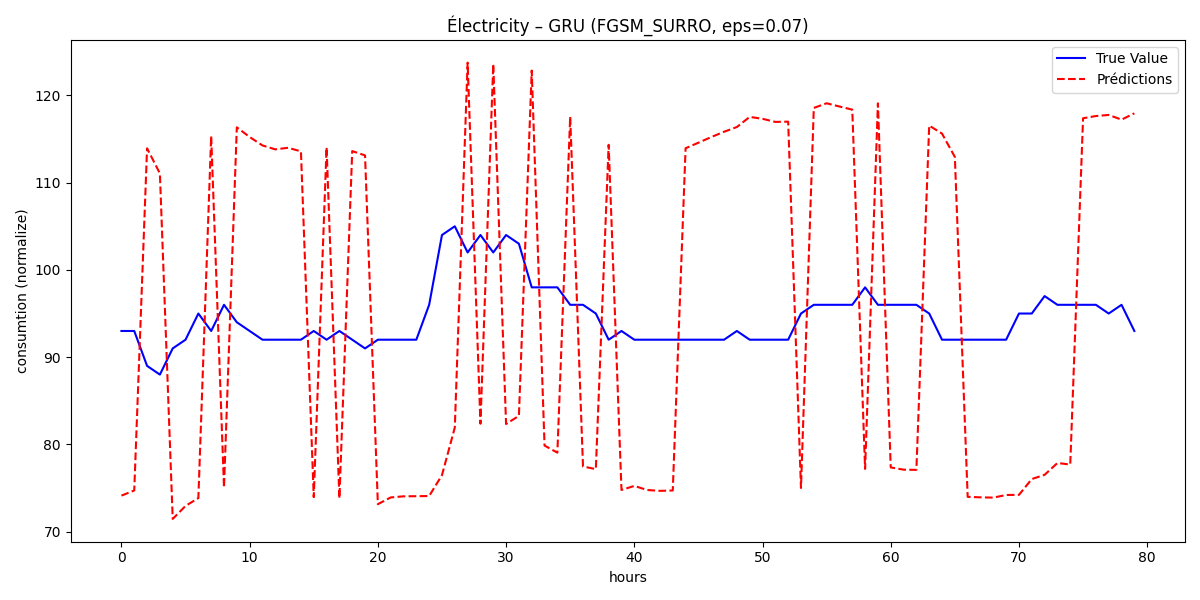 Électricity – GRU (FGSM_SURRO, eps=0.07)
True Value
Prédictions
consumtion (normalize)
120
110
100
90
80
70
0 10 20 30 40 50 60 70 80
hours